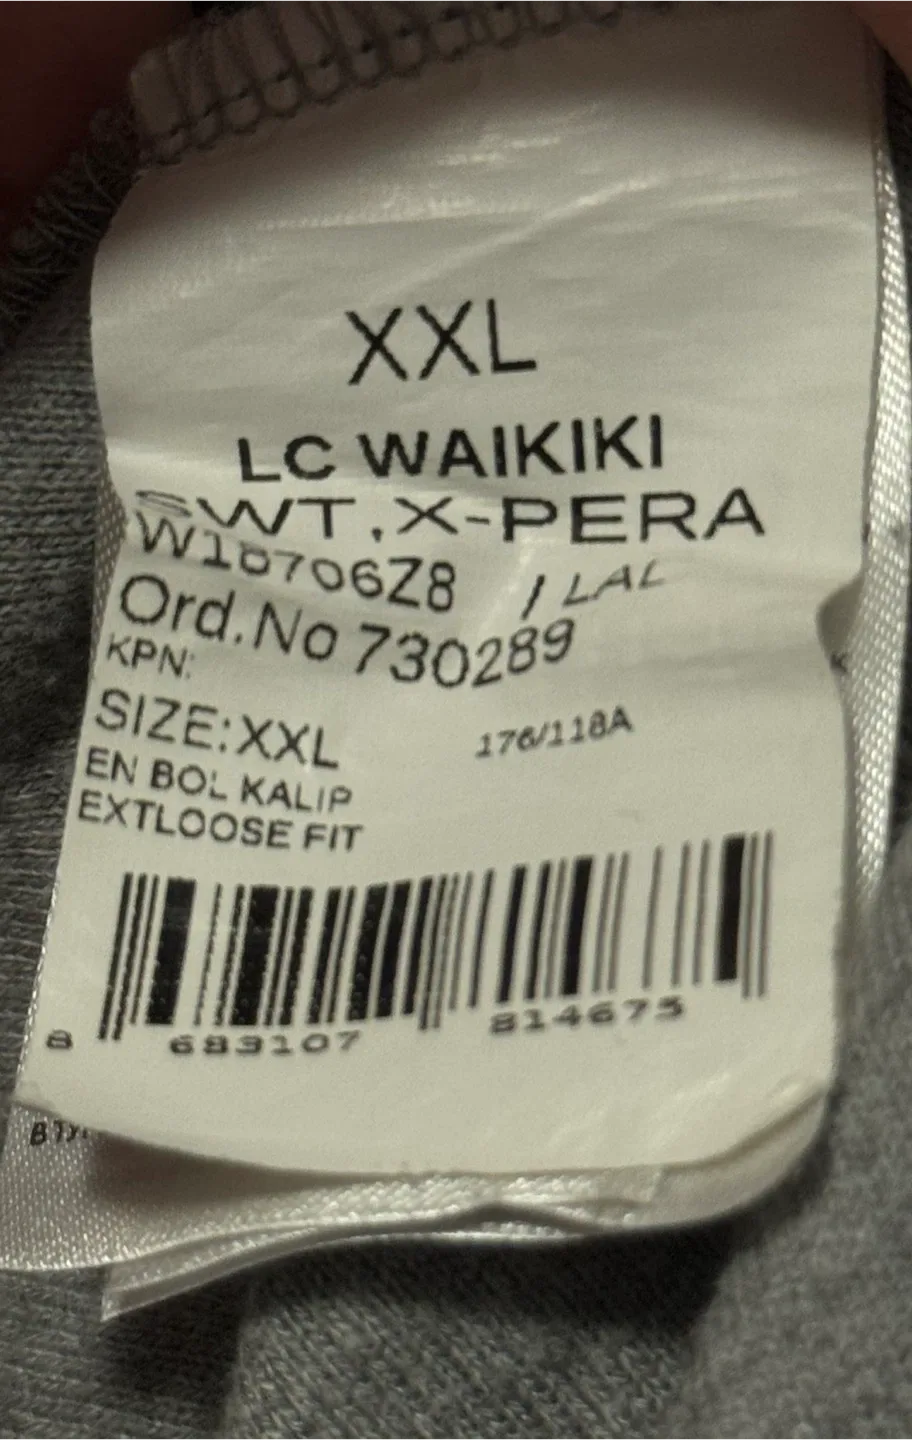 XXL
LC WAIKIKI
SWT.X-PERA
W18706Z8 / LAL
Ord.No 730289
KPN:
SIZE:XXL 176/118A
EN BOL KALIP
EXTLOOSE FIT
8 683107 814675